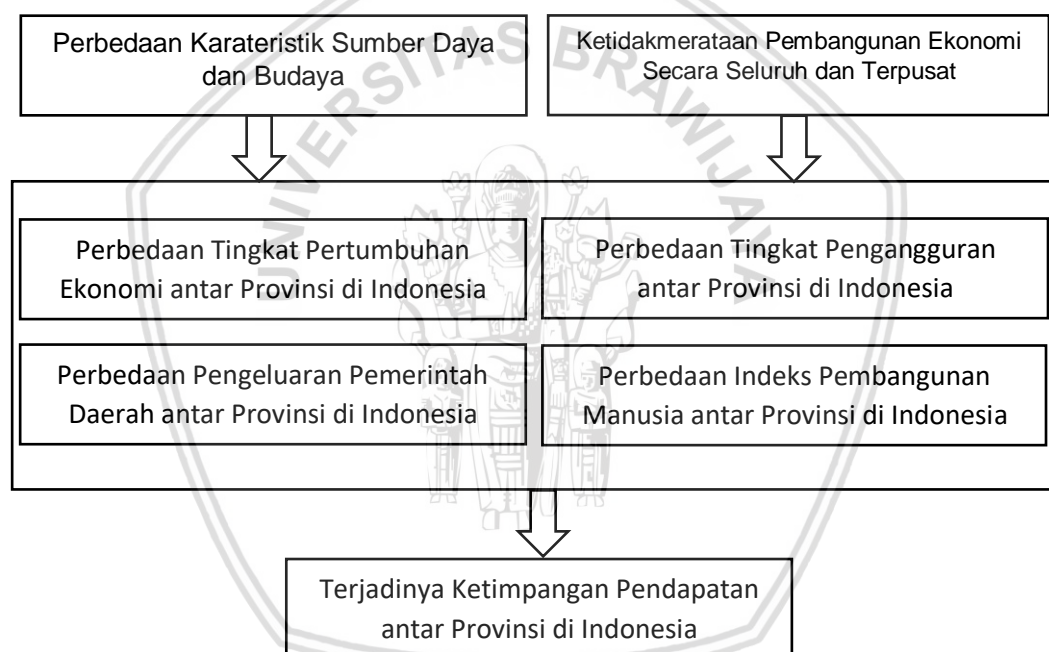 Perbedaan Karateristik Sumber Daya
dan Budaya
Ketidakmerataan Pembangunan Ekonomi
Secara Seluruh dan Terpusat
UNIVERSITAS BRAWIJAYA
Perbedaan Tingkat Pertumbuhan
Ekonomi antar Provinsi di Indonesia
Perbedaan Tingkat Pengangguran
antar Provinsi di Indonesia
Perbedaan Pengeluaran Pemerintah
Daerah antar Provinsi di Indonesia
Perbedaan Indeks Pembangunan
Manusia antar Provinsi di Indonesia
Terjadinya Ketimpangan Pendapatan
antar Provinsi di Indonesia